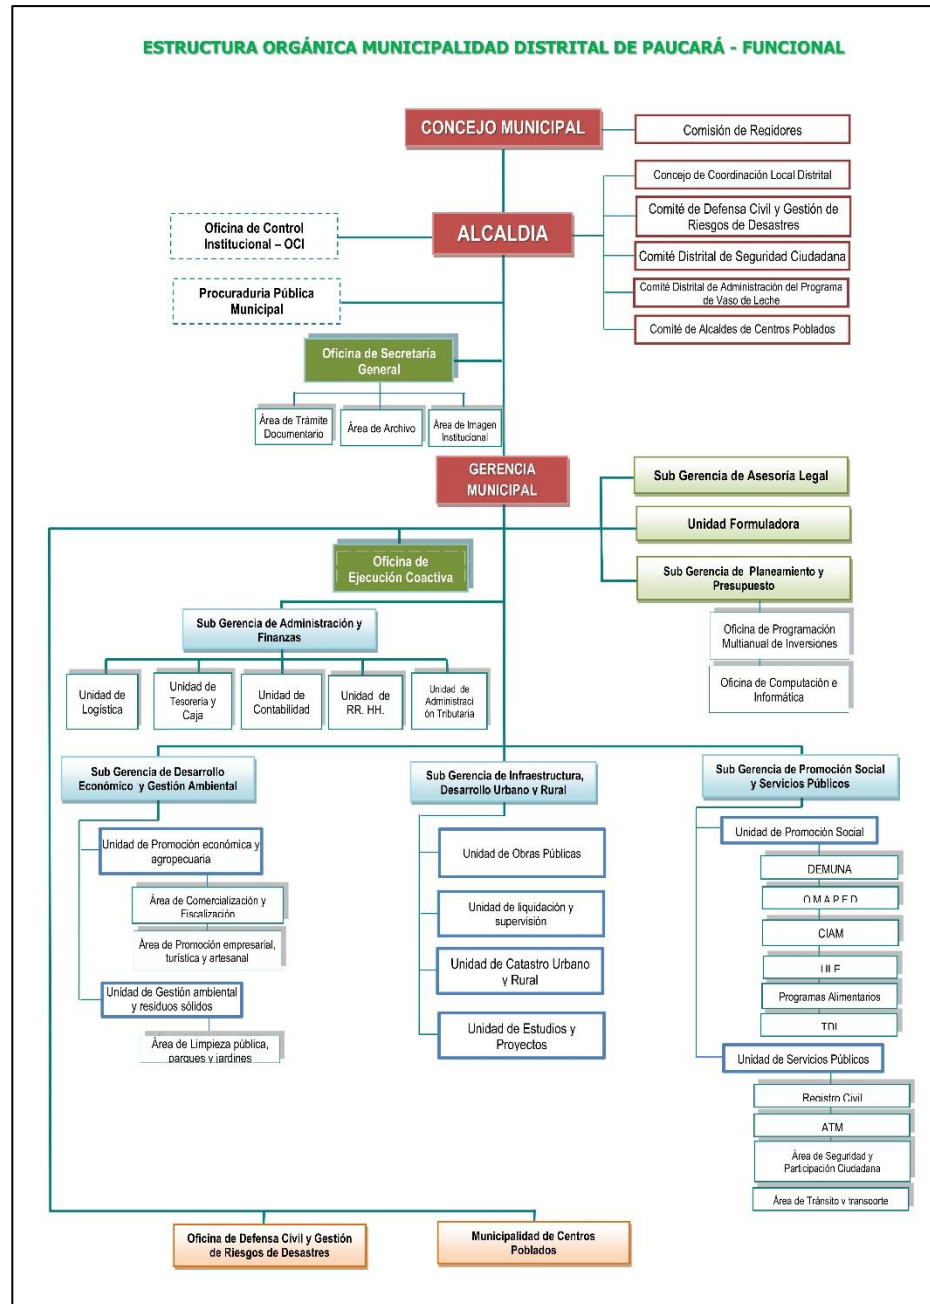 ESTRUCTURA ORGÁNICA MUNICIPALIDAD DISTRITAL DE PAUCARÁ - FUNCIONAL
CONCEJO MUNICIPAL
Comisión de Regidores
Concejo de Coordinación Local Distrital
Comité de Defensa Civil y Gestión de
Riesgos de Desastres
Oficina de Control
Institucional – OCI
ALCALDIA
Comité Distrital de Seguridad Ciudadana
Comité Distrital de Administración del Programa
de Vaso de Leche
Procuraduría Pública
Municipal
Comité de Alcaldes de Centros Poblados
Oficina de Secretaría
General
Área de Trámite
Documentario
Área de Archivo
Área de Imagen
Institucional
GERENCIA
MUNICIPAL
Sub Gerencia de Asesoría Legal
Unidad Formuladora
Oficina de
Ejecución Coactiva
Sub Gerencia de Planeamiento y
Presupuesto
Oficina de Programación
Multianual de Inversiones
Oficina de Computación e
Informática
Sub Gerencia de Administración y
Finanzas
Unidad de
Logística
Unidad de
Tesoreria y
Caja
Unidad de
Contabilidad
Unidad de
RR. HH.
Unidad de
Administraci
ón Tributaria
Sub Gerencia de Desarrollo
Económico y Gestión Ambiental
Sub Gerencia de Infraestructura,
Desarrollo Urbano y Rural
Sub Gerencia de Promoción Social
y Servicios Públicos
Unidad de Promoción económica y
agropecuaria
Área de Comercialización y
Fiscalización
Área de Promoción empresarial,
turística y artesanal
Unidad de Gestión ambiental
y residuos sólidos
Área de Limpieza pública,
parques y jardines
Unidad de Obras Públicas
Unidad de liquidación y
supervisión
Unidad de Catastro Urbano
y Rural
Unidad de Estudios y
Proyectos
Unidad de Promoción Social
DEMUNA
O.M.A.P.E.D
CIAM
ULE
Programas Alimentarios
Unidad de Servicios Públicos
Registro Civil
ATM
Área de Seguridad y
Participación Ciudadana
Área de Tránsito y transporte
Oficina de Defensa Civil y Gestión
de Riesgos de Desastres
Municipalidad de Centros
Poblados